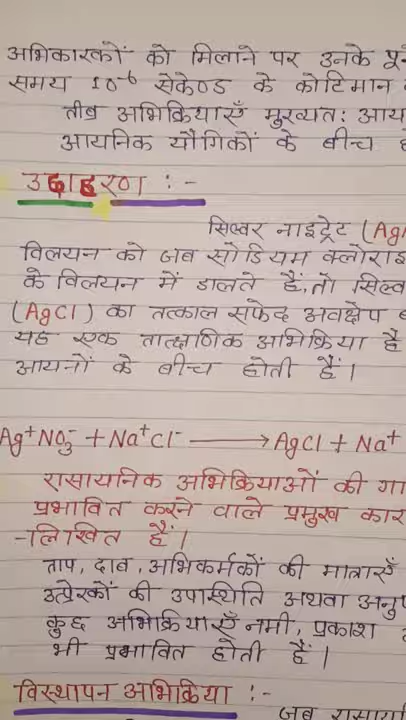 अभिकारकों को मिलाने पर उनके
समय 10⁻⁶ सेकेण्ड के कोटिमान
तीव्र अभिक्रियाएँ मुख्यतः
आयनिक यौगिकों के बीच
उदाहरण :-
सिल्वर नाइट्रेट
विलयन को जब सोडियम
के विलयन में डालते हैं, तो
(AgCl) का तत्काल सफेद अवक्षेप
यह एक तात्क्षणिक अभिक्रिया है
आयनों के बीच होती हैं।
Ag⁺NO₃⁻ + Na⁺Cl⁻ ⟶ AgCl + Na⁺
रासायनिक अभिक्रियाओं की
प्रभावित करने वाले प्रमुख
-लिखित हैं।
ताप, दाब, अभिकर्मकों की मात्राएँ
उत्प्रेरकों की उपस्थिति अथवा
कुछ अभिक्रियाएँ नमी, प्रकाश
भी प्रभावित होती हैं।
विस्थापन अभिक्रिया :-
जब